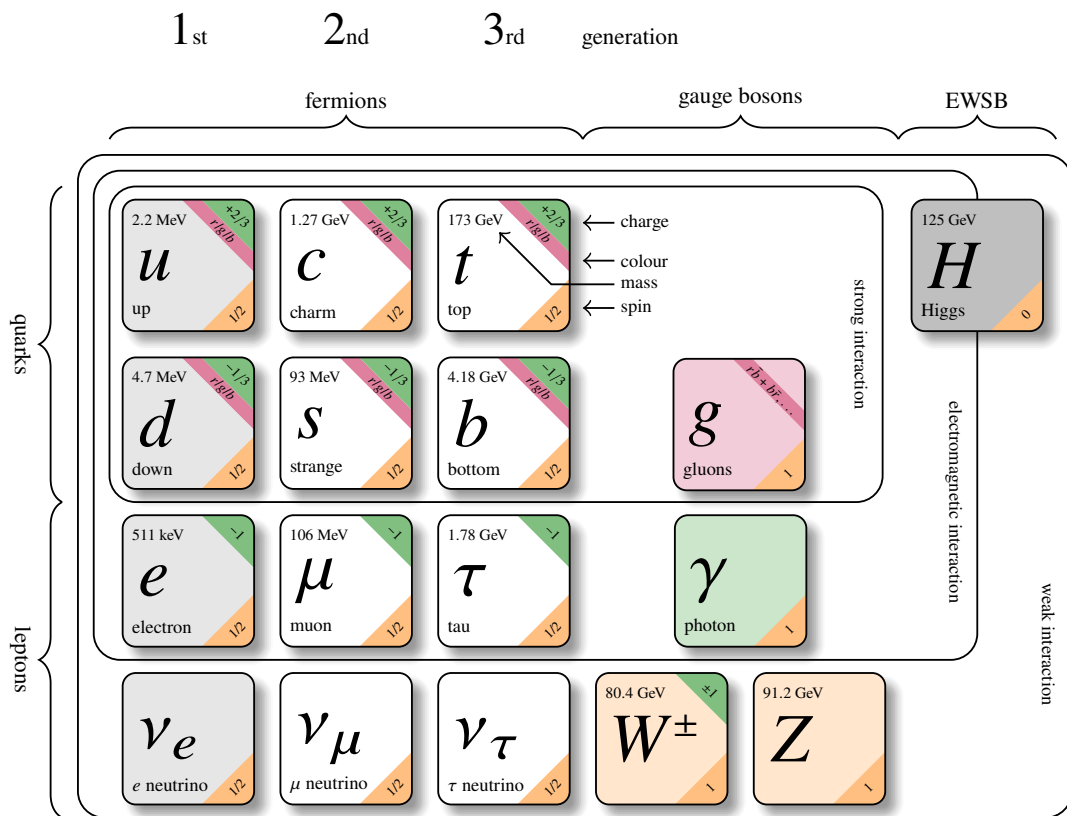 1st 2nd 3rd generation
fermions gauge bosons EWSB
quarks
2.2 MeV +2/3 r/g/b
u
up 1/2
1.27 GeV +2/3 r/g/b
c
charm 1/2
173 GeV +2/3 r/g/b
t
top 1/2
charge
colour
mass
spin
125 GeV
H
Higgs 0
strong interaction
4.7 MeV −1/3 r/g/b
d
down 1/2
93 MeV −1/3 r/g/b
s
strange 1/2
4.18 GeV −1/3 r/g/b
b
bottom 1/2
rb̄ + br̄, ...
g
gluons 1
electromagnetic interaction
leptons
511 keV −1
e
electron 1/2
106 MeV −1
μ
muon 1/2
1.78 GeV −1
τ
tau 1/2
γ
photon 1
weak interaction
νe
e neutrino 1/2
νμ
μ neutrino 1/2
ντ
τ neutrino 1/2
80.4 GeV ±1
W±
1
91.2 GeV
Z
1